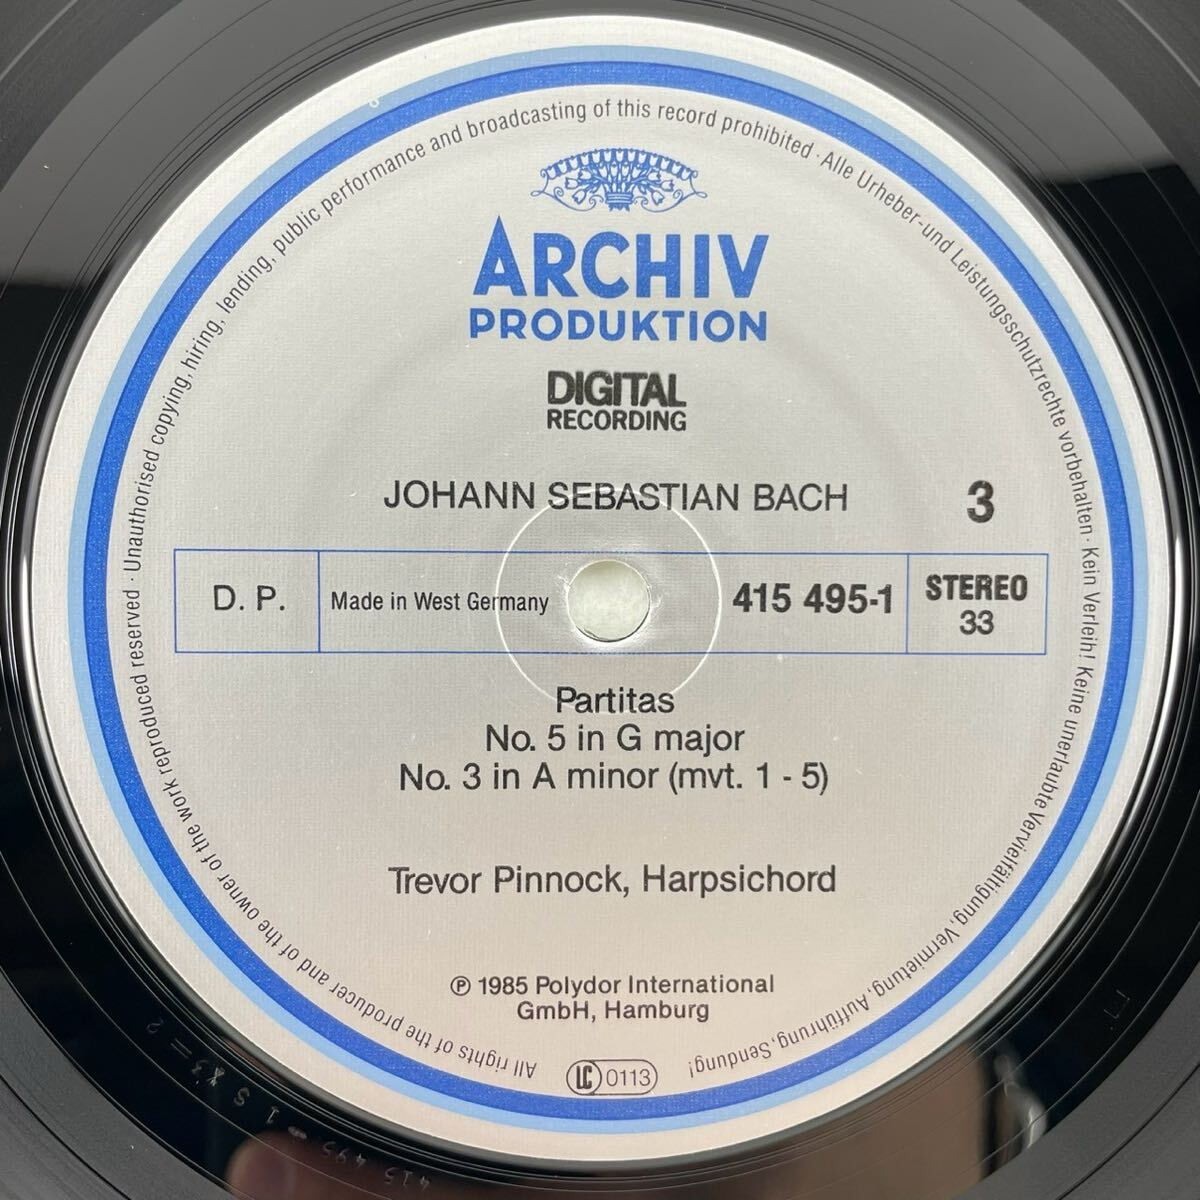 All rights of the producer and of the owner of the work reproduced reserved · Unauthorised copying, hiring, lending, public performance and broadcasting of this record prohibited · Alle Urheber-und Leistungsschutzrechte vorbehalten · Kein Verleih! Keine unerlaubte Vervielfältigung, Vermietung, Aufführung, Sendung!
ARCHIV
PRODUKTION
DIGITAL
RECORDING
JOHANN SEBASTIAN BACH
3
D. P.
Made in West Germany
415 495-1
STEREO
33
Partitas
No. 5 in G major
No. 3 in A minor (mvt. 1 - 5)
Trevor Pinnock, Harpsichord
℗ 1985 Polydor International
GmbH, Hamburg
LC 0113